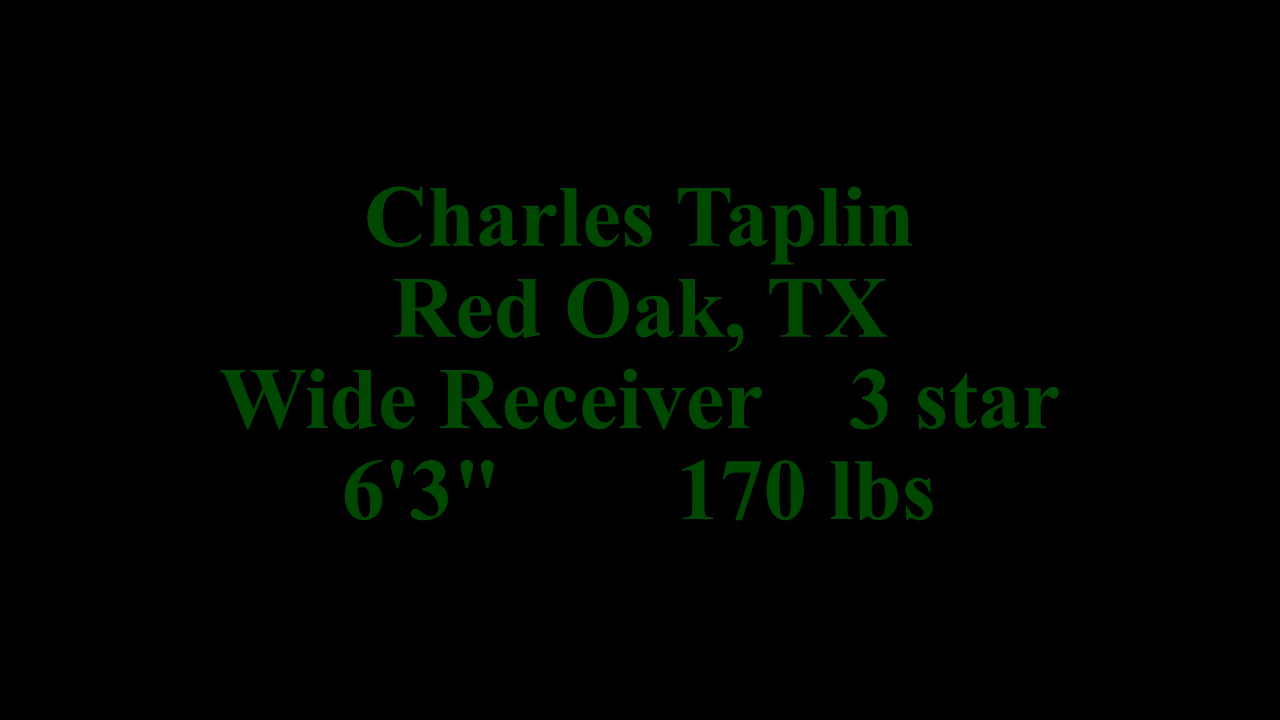 Charles Taplin
Red Oak, TX
Wide Receiver    3 star
6'3"        170 lbs